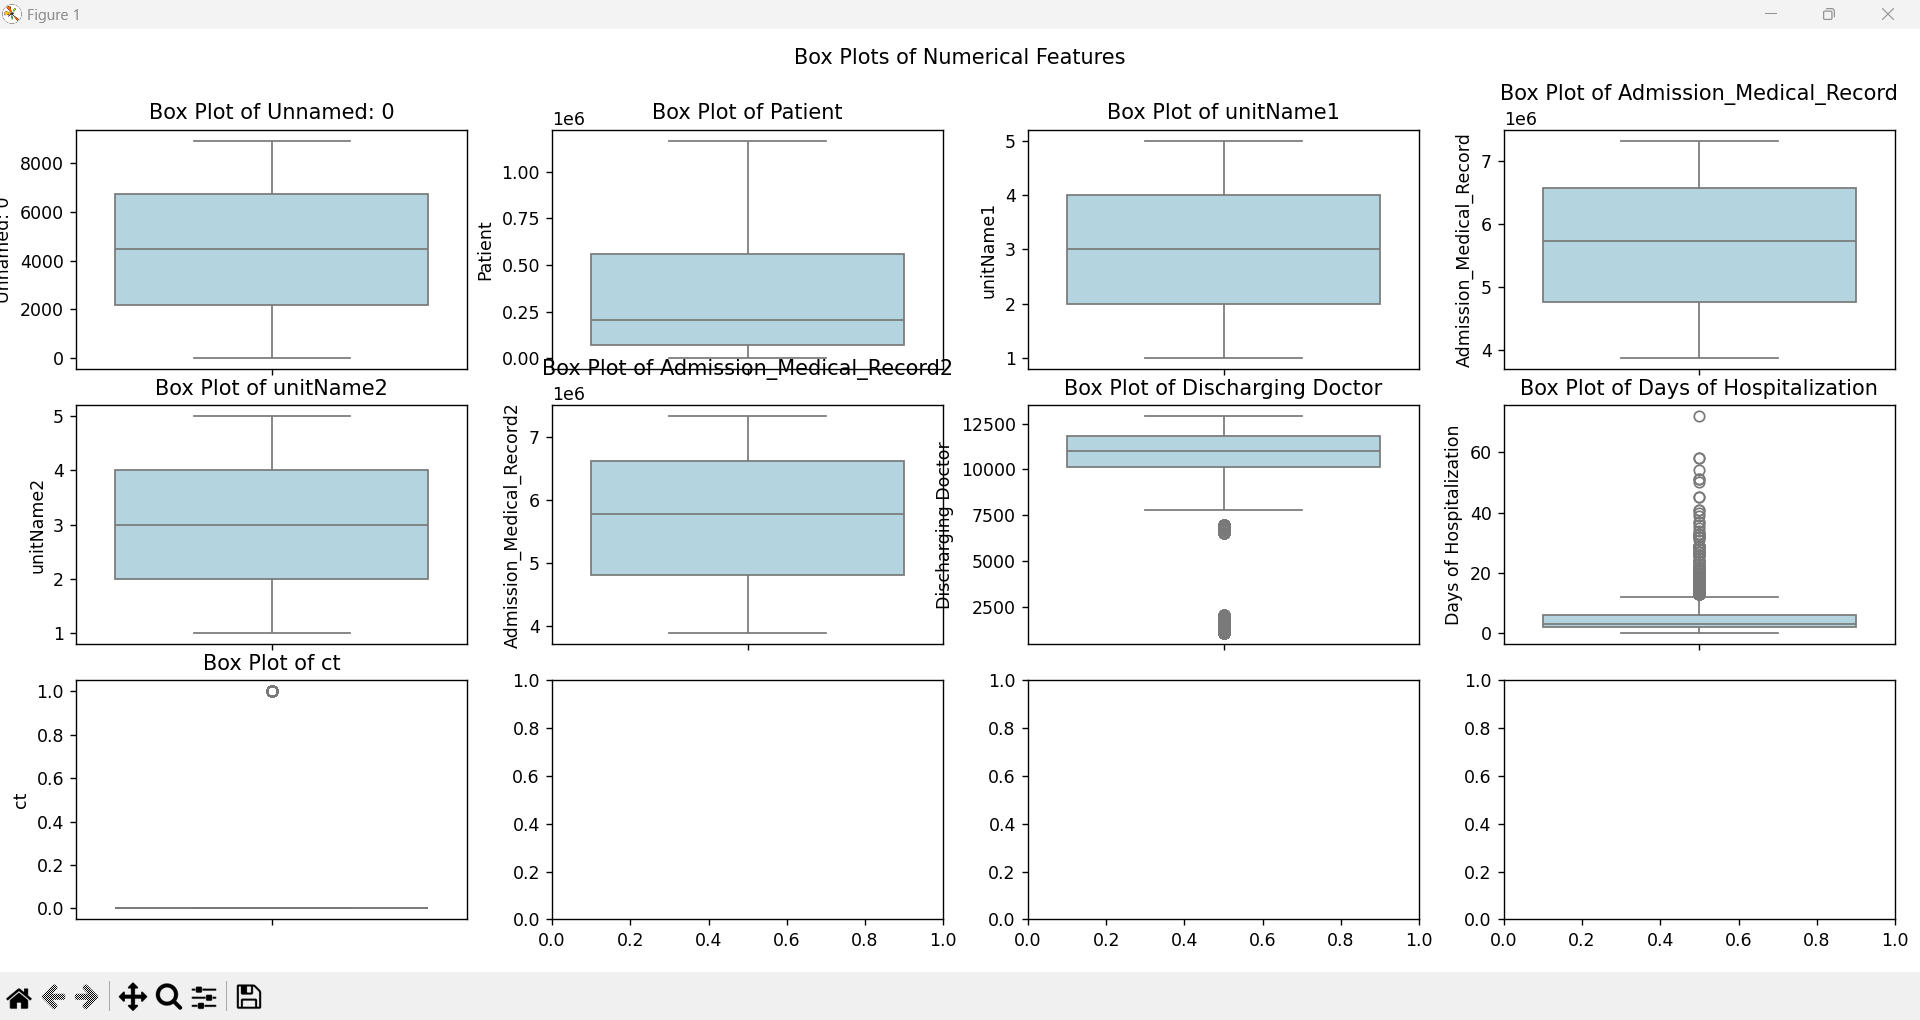 Figure 1
Box Plots of Numerical Features
Box Plot of Unnamed: 0
8000
6000
4000
2000
0
Unnamed: 0
Box Plot of Patient
1e6
1.00
0.75
0.50
0.25
0.00
Patient
Box Plot of unitName1
5
4
3
2
1
unitName1
Box Plot of Admission_Medical_Record
1e6
7
6
5
4
Admission_Medical_Record
Box Plot of unitName2
5
4
3
2
1
unitName2
Box Plot of Admission_Medical_Record2
1e6
7
6
5
4
Admission_Medical_Record2
Box Plot of Discharging Doctor
12500
10000
7500
5000
2500
Discharging Doctor
Box Plot of Days of Hospitalization
60
40
20
0
Days of Hospitalization
Box Plot of ct
1.0
0.8
0.6
0.4
0.2
0.0
ct
1.0
0.8
0.6
0.4
0.2
0.0
0.0 0.2 0.4 0.6 0.8 1.0
1.0
0.8
0.6
0.4
0.2
0.0
0.0 0.2 0.4 0.6 0.8 1.0
1.0
0.8
0.6
0.4
0.2
0.0
0.0 0.2 0.4 0.6 0.8 1.0